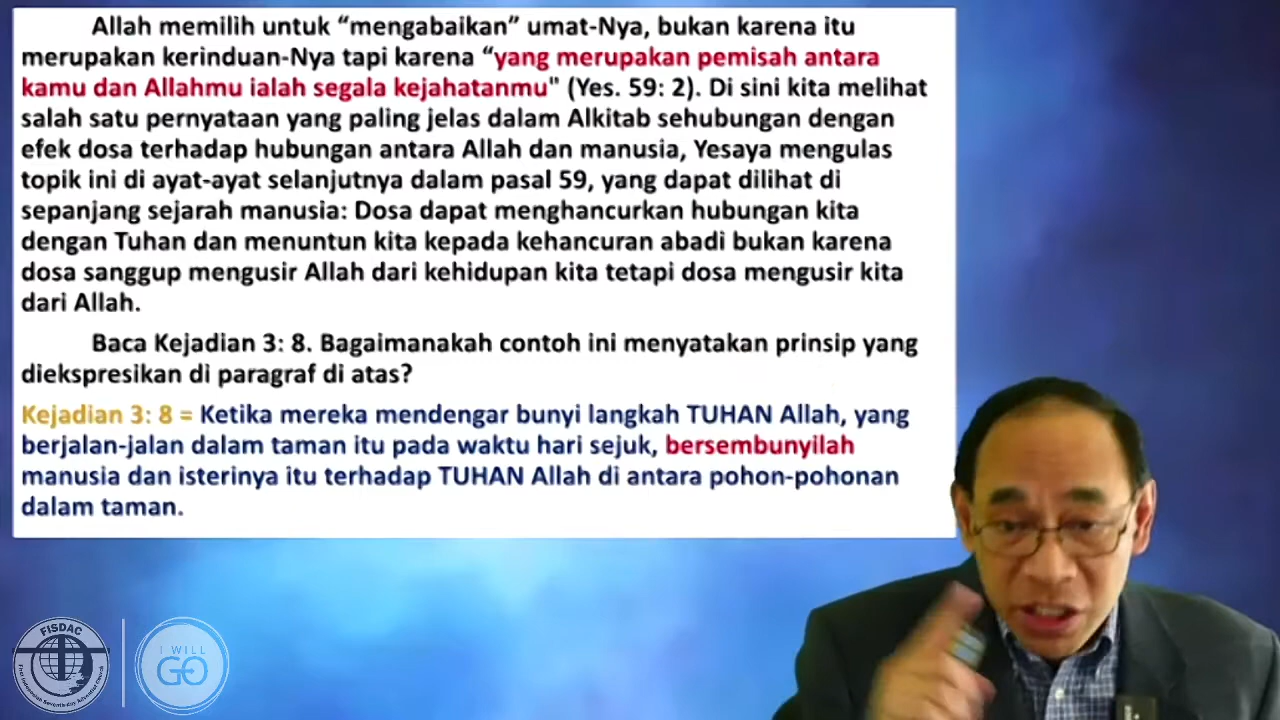 Allah memilih untuk “mengabaikan” umat-Nya, bukan karena itu
merupakan kerinduan-Nya tapi karena “yang merupakan pemisah antara
kamu dan Allahmu ialah segala kejahatanmu" (Yes. 59: 2). Di sini kita melihat
salah satu pernyataan yang paling jelas dalam Alkitab sehubungan dengan
efek dosa terhadap hubungan antara Allah dan manusia, Yesaya mengulas
topik ini di ayat-ayat selanjutnya dalam pasal 59, yang dapat dilihat di
sepanjang sejarah manusia: Dosa dapat menghancurkan hubungan kita
dengan Tuhan dan menuntun kita kepada kehancuran abadi bukan karena
dosa sanggup mengusir Allah dari kehidupan kita tetapi dosa mengusir kita
dari Allah.
Baca Kejadian 3: 8. Bagaimanakah contoh ini menyatakan prinsip yang
diekspresikan di paragraf di atas?
Kejadian 3: 8 = Ketika mereka mendengar bunyi langkah TUHAN Allah, yang
berjalan-jalan dalam taman itu pada waktu hari sejuk, bersembunyilah
manusia dan isterinya itu terhadap TUHAN Allah di antara pohon-pohonan
dalam taman.
FISDAC
I WILL
GO